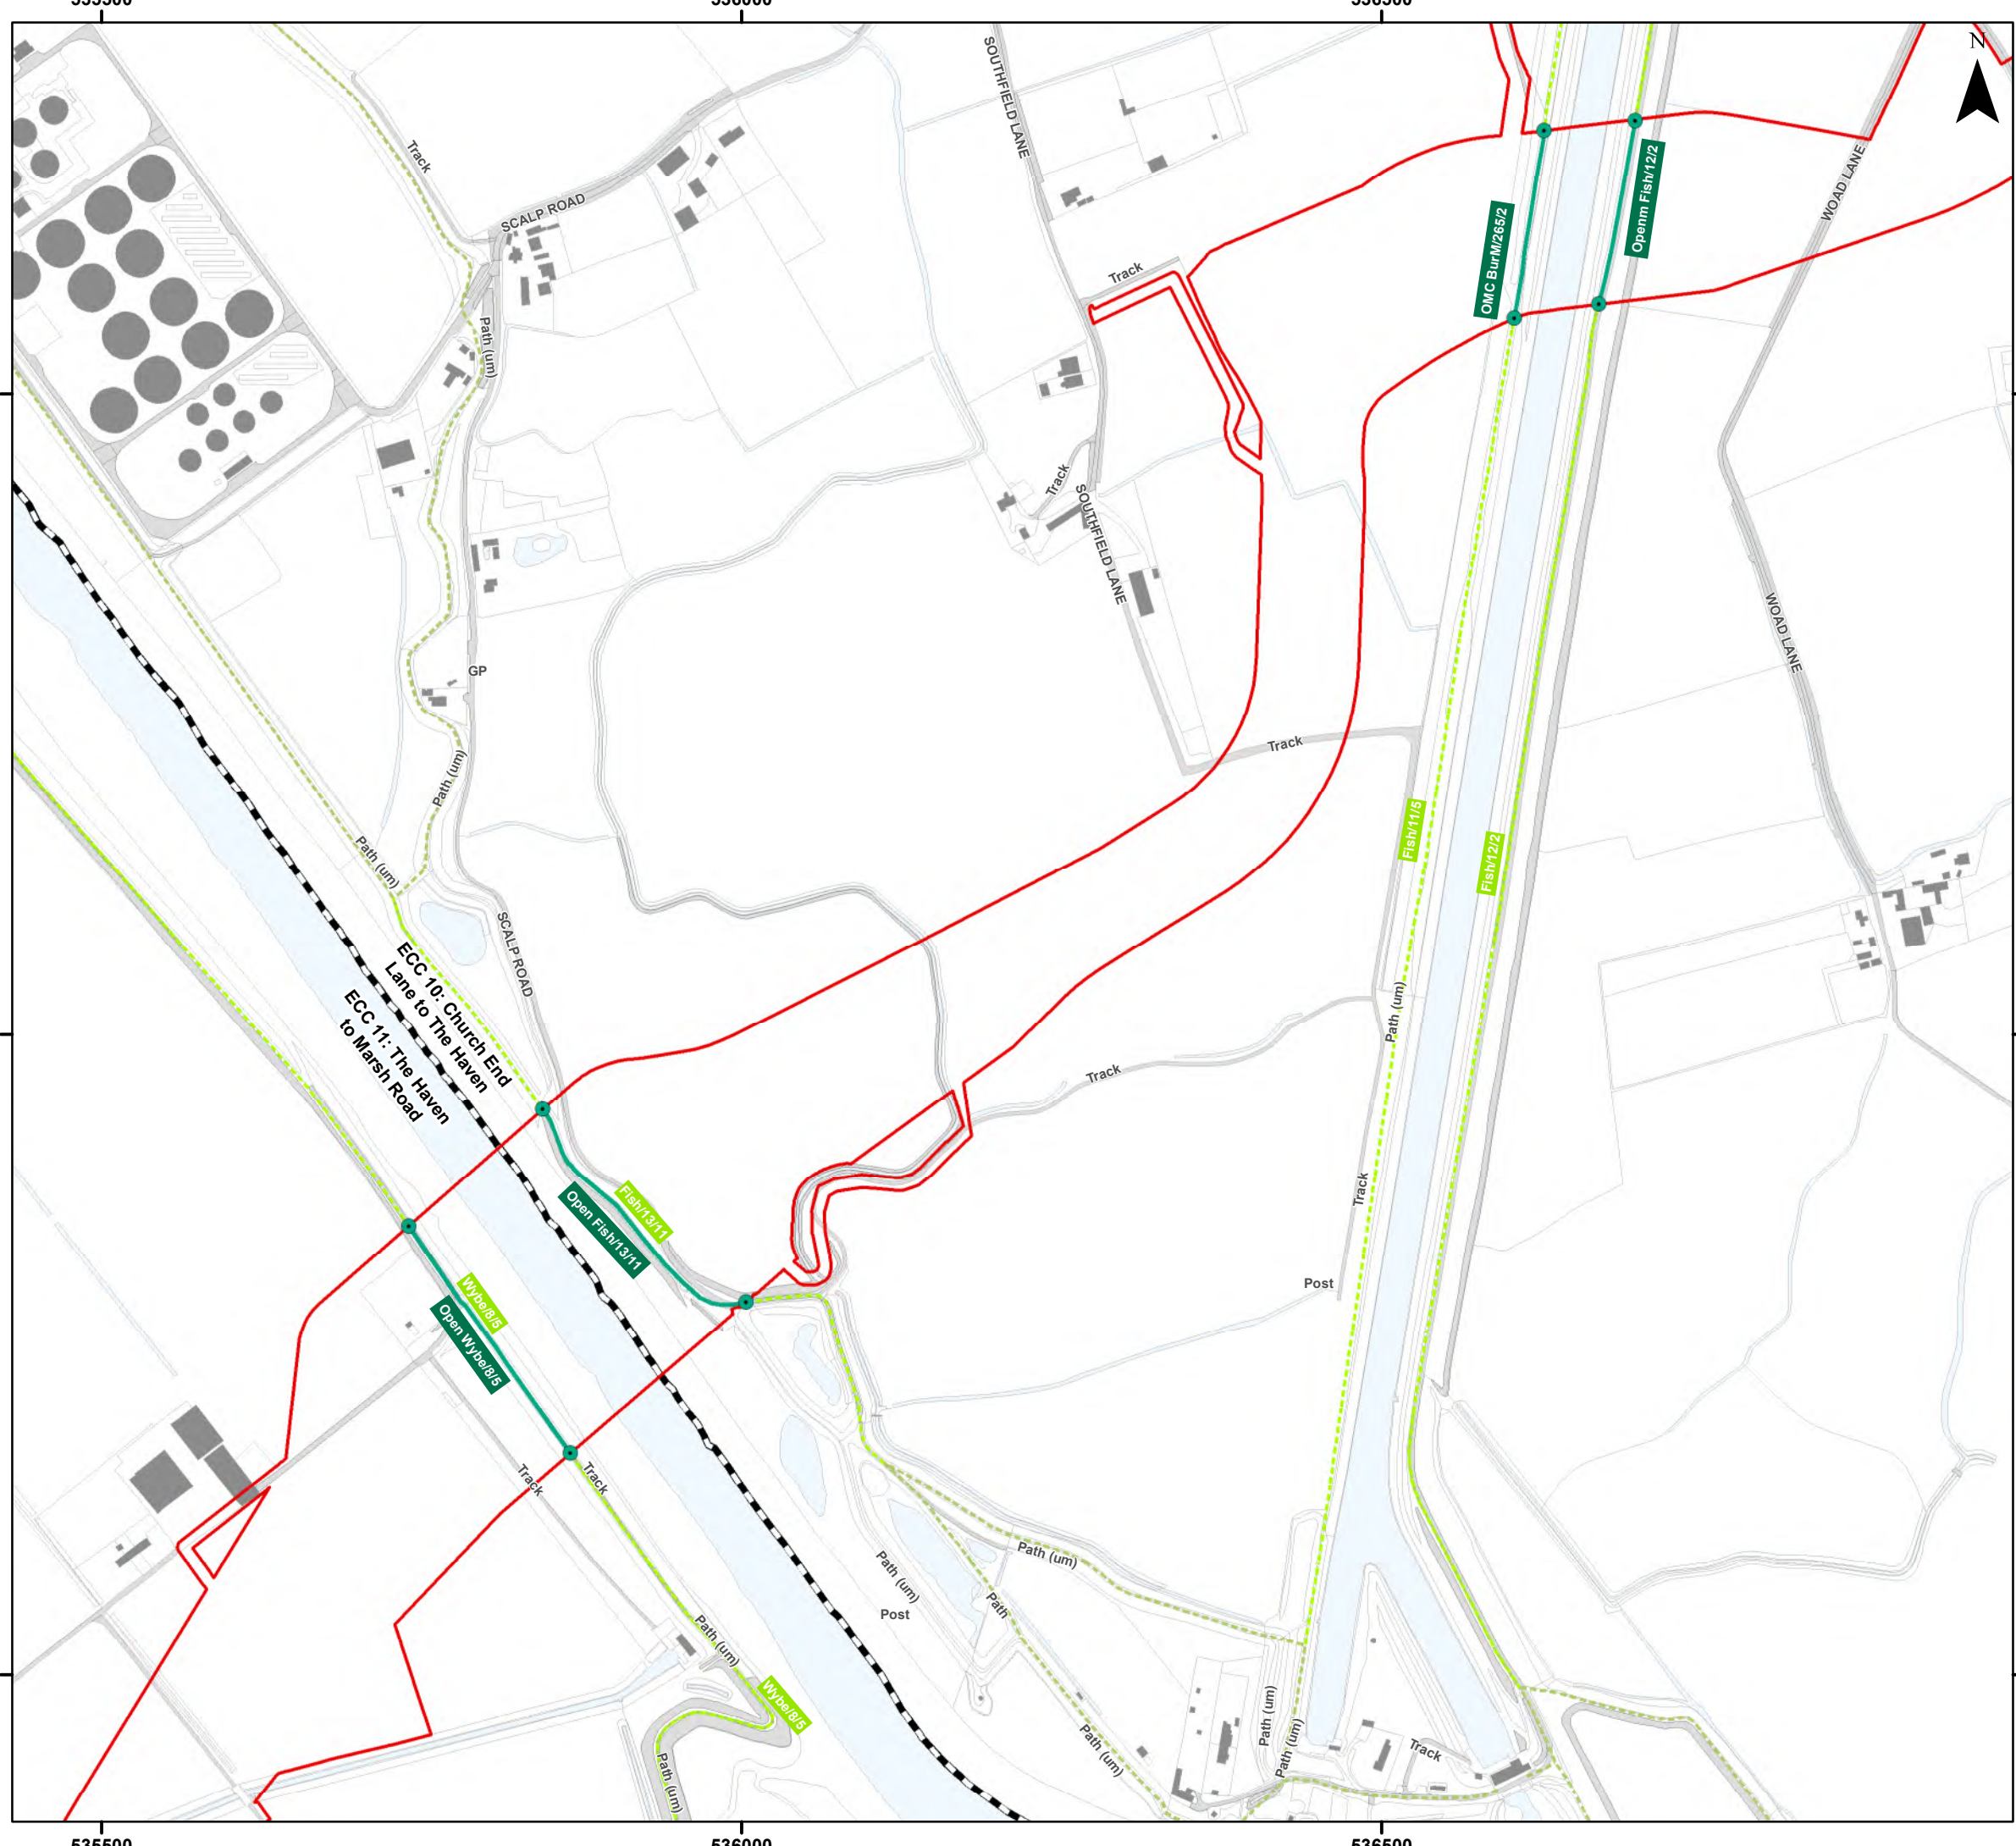 535500
536000
536500
N
SOUTHFIELD LANE
Track
SCALP ROAD
Openm Fish/12/2
WOAD LANE
OMC BurM/265/2
Track
Path (um)
Track
SOUTHFIELD LANE
WOAD LANE
GP
Track
Path (um)
Fish/11/5
Fish/12/2
Path (um)
SCALP ROAD
ECC 10: Church End
Lane to The Haven
ECC 11: The Haven
to Marsh Road
Path (um)
Track
Track
Fish/13/11
Open Fish/13/11
Wybe/8/5
Open Wybe/8/5
Post
Track
Track
Path (um)
Path (um)
Path
Post
Path (um)
Wybe/8/5
Path (um)
Path (um)
Path (um)
Path (um)
Track
535500
536000
536500